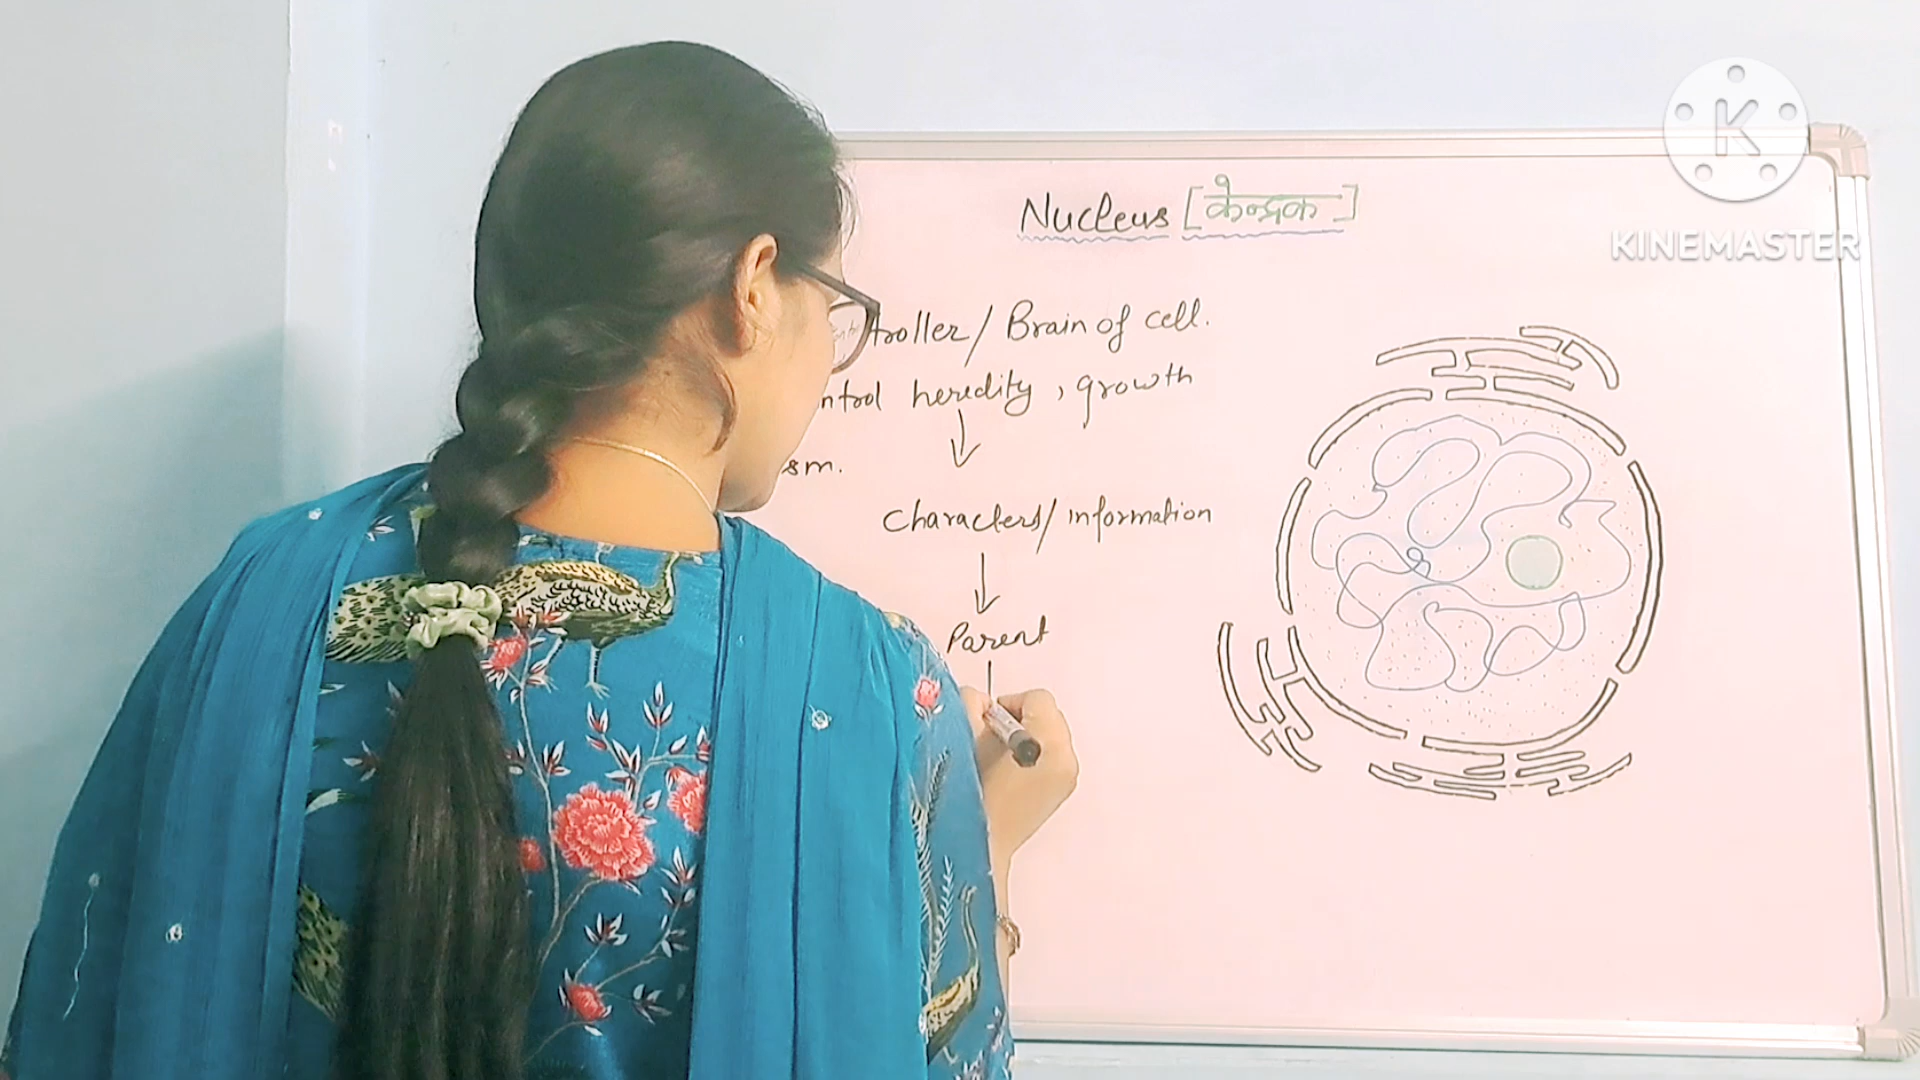 K
KINEMASTER
Nucleus [केन्द्रक]
troller/ Brain of cell.
ntrol heredity, growth
sm.
Characters/information
Parent